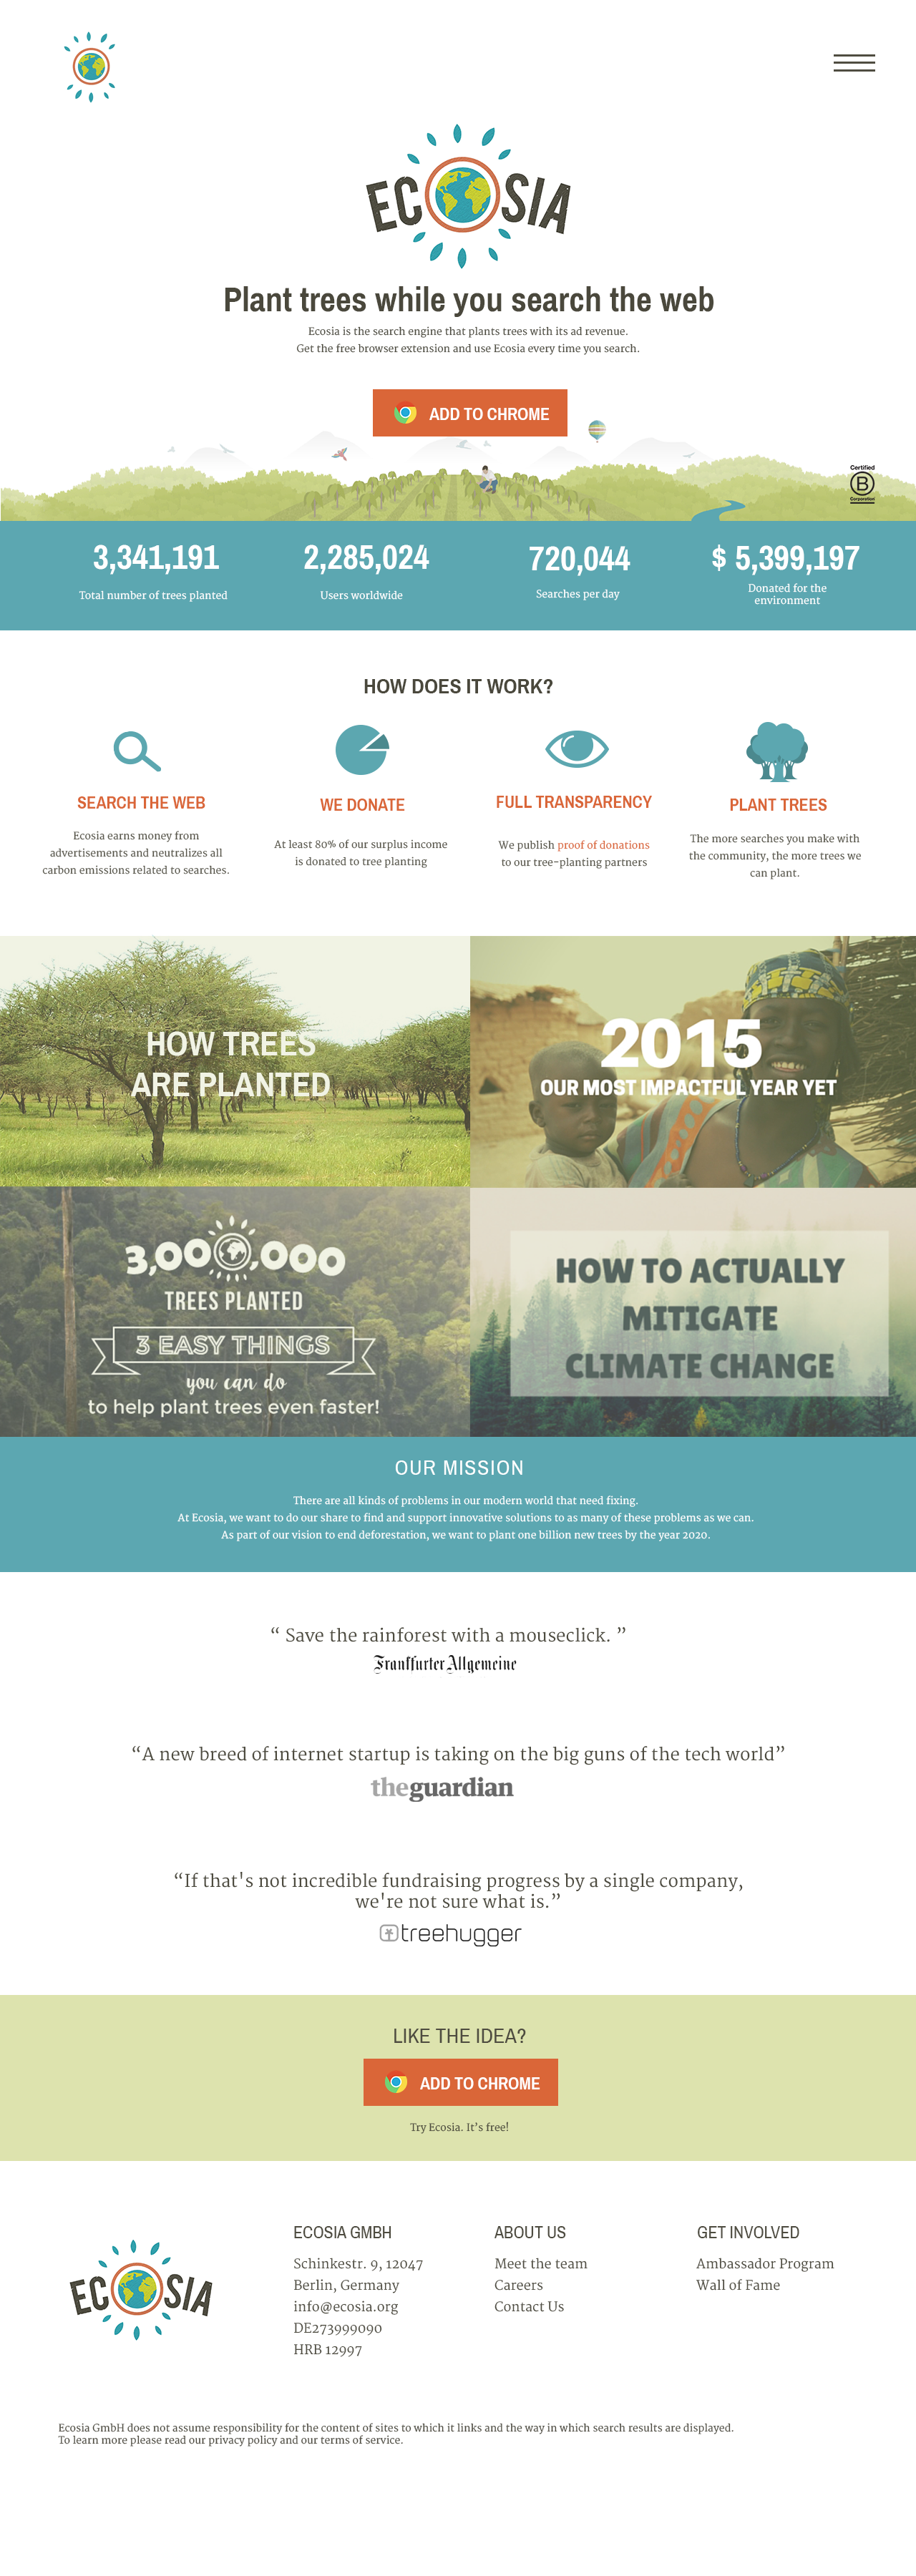 ECOSIA
Plant trees while you search the web
Ecosia is the search engine that plants trees with its ad revenue.
Get the free browser extension and use Ecosia every time you search.
ADD TO CHROME
Certified
B
Corporation
3,341,191
Total number of trees planted
2,285,024
Users worldwide
720,044
Searches per day
$ 5,399,197
Donated for the
environment
HOW DOES IT WORK?
SEARCH THE WEB
Ecosia earns money from
advertisements and neutralizes all
carbon emissions related to searches.
WE DONATE
At least 80% of our surplus income
is donated to tree planting
FULL TRANSPARENCY
We publish proof of donations
to our tree-planting partners
PLANT TREES
The more searches you make with
the community, the more trees we
can plant.
HOW TREES
ARE PLANTED
2015
OUR MOST IMPACTFUL YEAR YET
3,000,000
TREES PLANTED
3 EASY THINGS
you can do
to help plant trees even faster!
HOW TO ACTUALLY
MITIGATE
CLIMATE CHANGE
OUR MISSION
There are all kinds of problems in our modern world that need fixing.
At Ecosia, we want to do our share to find and support innovative solutions to as many of these problems as we can.
As part of our vision to end deforestation, we want to plant one billion new trees by the year 2020.
“ Save the rainforest with a mouseclick. ”
Frankfurter Allgemeine
“A new breed of internet startup is taking on the big guns of the tech world”
theguardian
“If that's not incredible fundraising progress by a single company,
we're not sure what is.”
treehugger
LIKE THE IDEA?
ADD TO CHROME
Try Ecosia. It's free!
ECOSIA
ECOSIA GMBH
Schinkestr. 9, 12047
Berlin, Germany
info@ecosia.org
DE273999090
HRB 12997
ABOUT US
Meet the team
Careers
Contact Us
GET INVOLVED
Ambassador Program
Wall of Fame
Ecosia GmbH does not assume responsibility for the content of sites to which it links and the way in which search results are displayed.
To learn more please read our privacy policy and our terms of service.